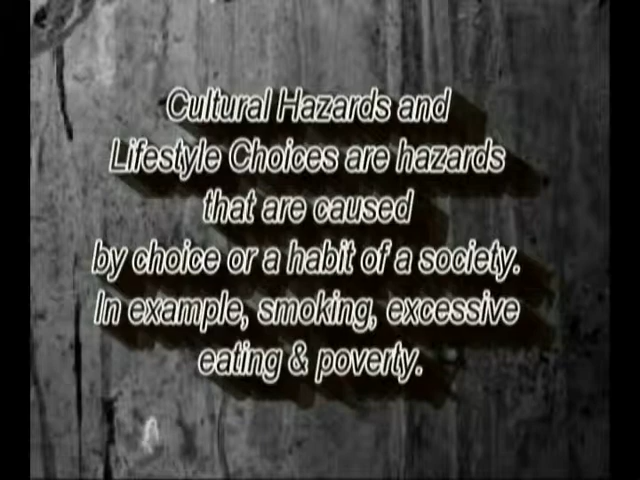 Cultural Hazards and
Lifestyle Choices are hazards
that are caused
by choice or a habit of a society.
In example, smoking, excessive
eating & poverty.